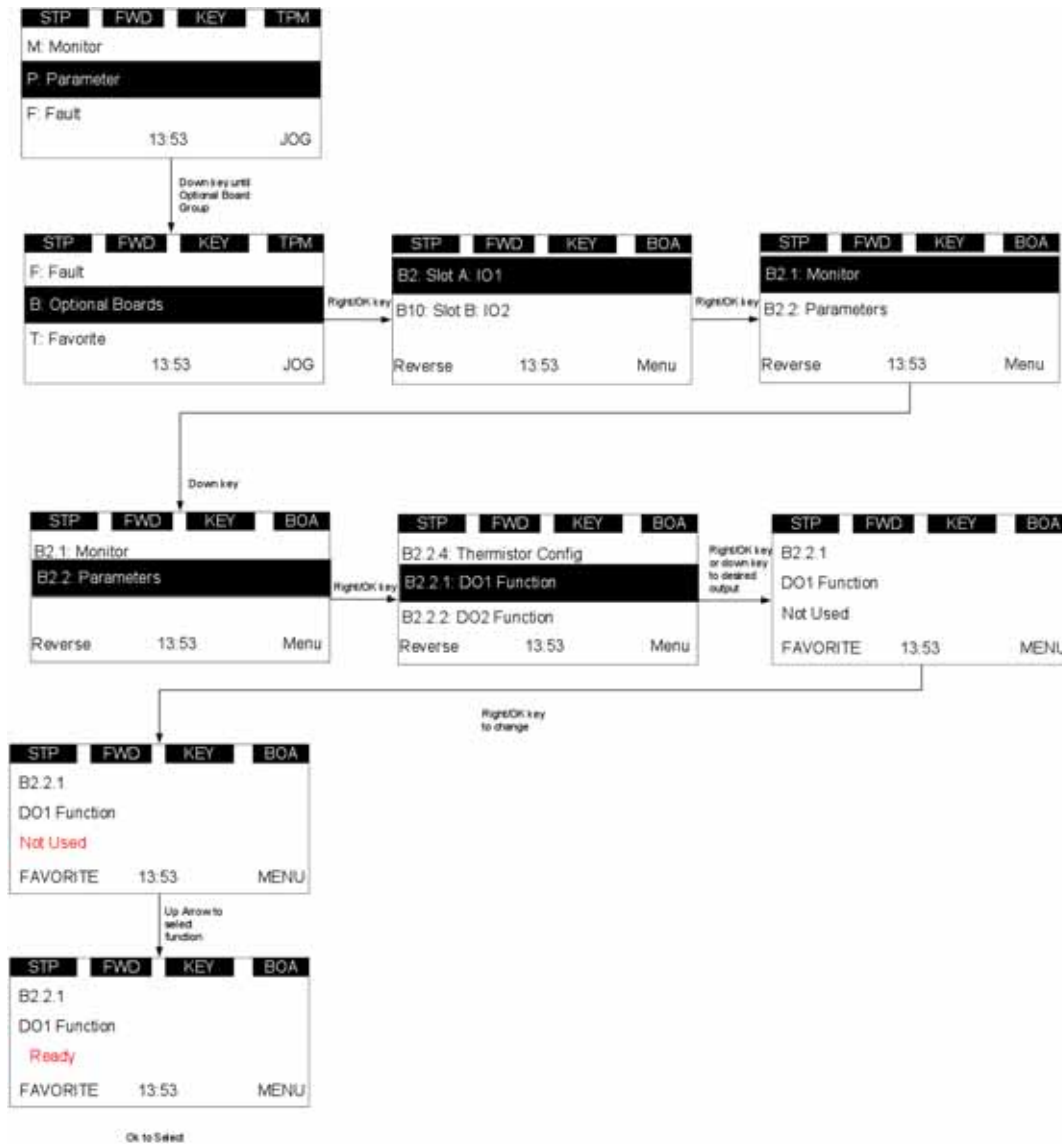 STP FWD KEY TPM
M: Monitor
P: Parameter
F: Fault
13:53 JOG
Down key until
Optional Board
Group
STP FWD KEY TPM
F: Fault
B: Optional Boards
T: Favorite
13:53 JOG
Right/OK key
STP FWD KEY BOA
B2: Slot A: IO1
B10: Slot B: IO2
Reverse 13:53 Menu
Right/OK key
STP FWD KEY BOA
B2.1: Monitor
B2.2: Parameters
Reverse 13:53 Menu
Down key
STP FWD KEY BOA
B2.1: Monitor
B2.2: Parameters
Reverse 13:53 Menu
Right/OK key
STP FWD KEY BOA
B2.2.4: Thermistor Config
B2.2.1: DO1 Function
B2.2.2: DO2 Function
Reverse 13:53 Menu
Right/OK key
or down key
to desired
output
STP FWD KEY BOA
B2.2.1
DO1 Function
Not Used
FAVORITE 13:53 MENU
Right/OK key
to change
STP FWD KEY BOA
B2.2.1
DO1 Function
Not Used
FAVORITE 13:53 MENU
Up Arrow to
select
function
STP FWD KEY BOA
B2.2.1
DO1 Function
Ready
FAVORITE 13:53 MENU
Ok to Select